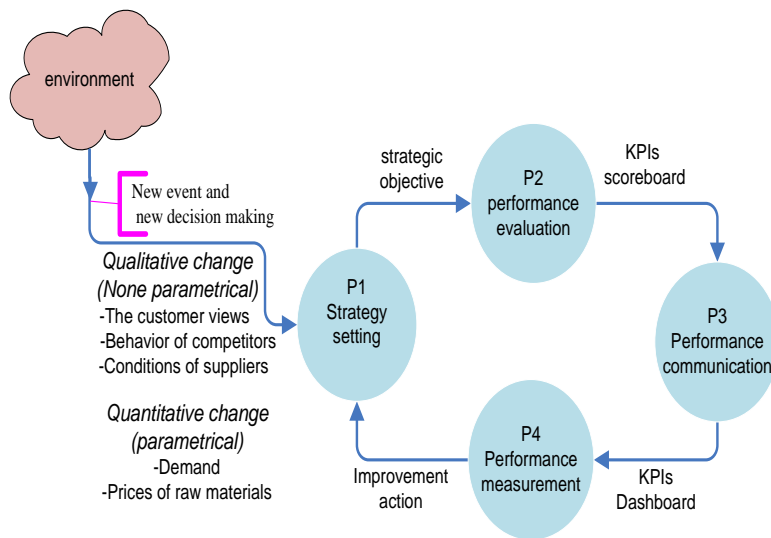 environment
New event and
new decision making
Qualitative change
(None parametrical)
-The customer views
-Behavior of competitors
-Conditions of suppliers
Quantitative change
(parametrical)
-Demand
-Prices of raw materials
P1
Strategy
setting
strategic
objective
P2
performance
evaluation
KPIs
scoreboard
P3
Performance
communication
KPIs
Dashboard
P4
Performance
measurement
Improvement
action